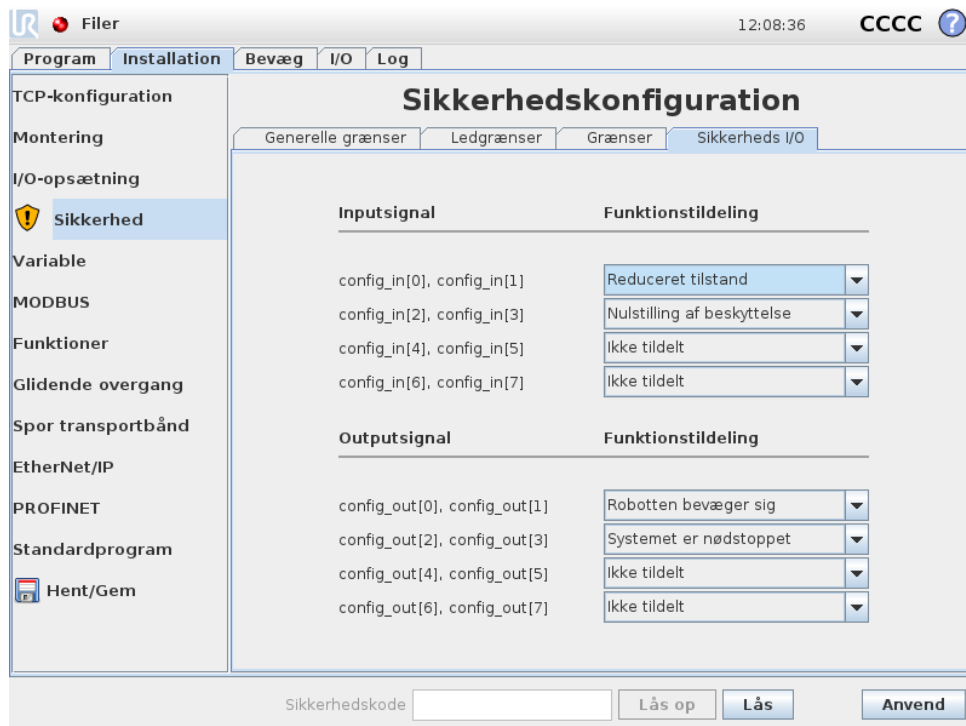 UR Filer 12:08:36 CCCC ?
Program Installation Bevæg I/O Log
TCP-konfiguration
Montering
I/O-opsætning
Sikkerhed
Variable
MODBUS
Funktioner
Glidende overgang
Spor transportbånd
EtherNet/IP
PROFINET
Standardprogram
Hent/Gem
Sikkerhedskonfiguration
Generelle grænser Ledgrænser Grænser Sikkerheds I/O
Inputsignal Funktionstildeling
config_in[0], config_in[1] Reduceret tilstand
config_in[2], config_in[3] Nulstilling af beskyttelse
config_in[4], config_in[5] Ikke tildelt
config_in[6], config_in[7] Ikke tildelt
Outputsignal Funktionstildeling
config_out[0], config_out[1] Robotten bevæger sig
config_out[2], config_out[3] Systemet er nødstoppet
config_out[4], config_out[5] Ikke tildelt
config_out[6], config_out[7] Ikke tildelt
Sikkerhedskode Lås op Lås Anvend